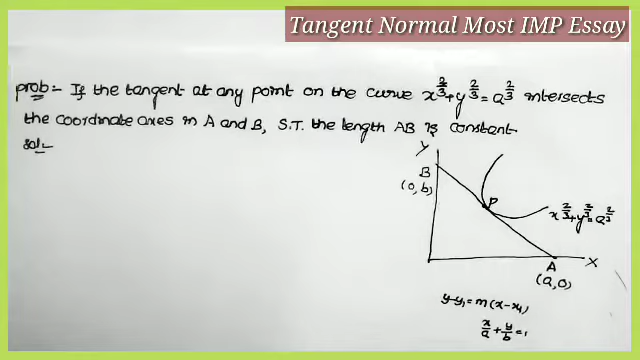 Tangent Normal Most IMP Essay
prob:- If the tangent at any point on the curve x^{2/3}+y^{2/3}=a^{2/3} intersects
the coordinate axes in A and B, S.T. the length AB is constant
Sol:-
Y
B
(0,b)
P
x^{2/3}+y^{2/3}=a^{2/3}
A
X
(a,0)
y-y₁=m(x-x₁)
x/a+y/b=1